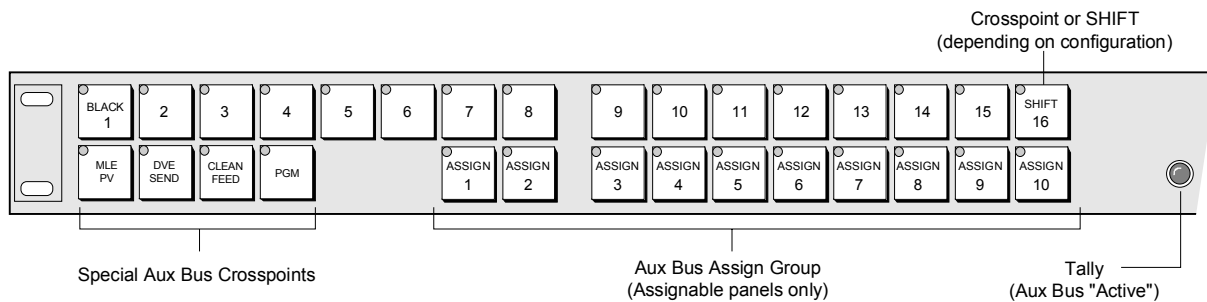 Crosspoint or SHIFT
(depending on configuration)
BLACK
1
2
3
4
5
6
7
8
9
10
11
12
13
14
15
SHIFT
16
MLE
PV
DVE
SEND
CLEAN
FEED
PGM
ASSIGN
1
ASSIGN
2
ASSIGN
3
ASSIGN
4
ASSIGN
5
ASSIGN
6
ASSIGN
7
ASSIGN
8
ASSIGN
9
ASSIGN
10
Special Aux Bus Crosspoints
Aux Bus Assign Group
(Assignable panels only)
Tally
(Aux Bus "Active")